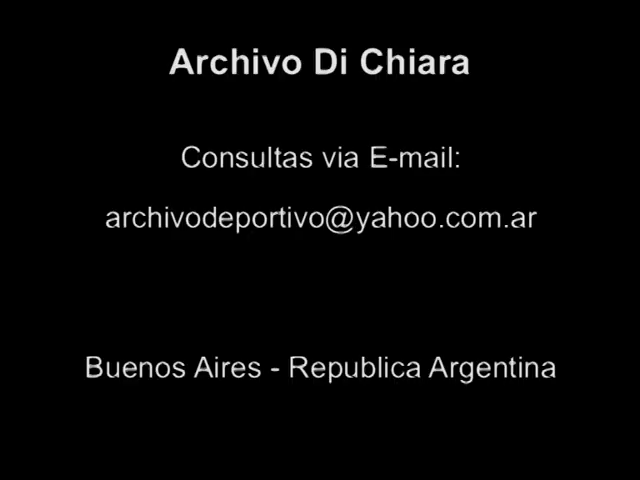 Archivo Di Chiara
Consultas via E-mail:
archivodeportivo@yahoo.com.ar
Buenos Aires - Republica Argentina